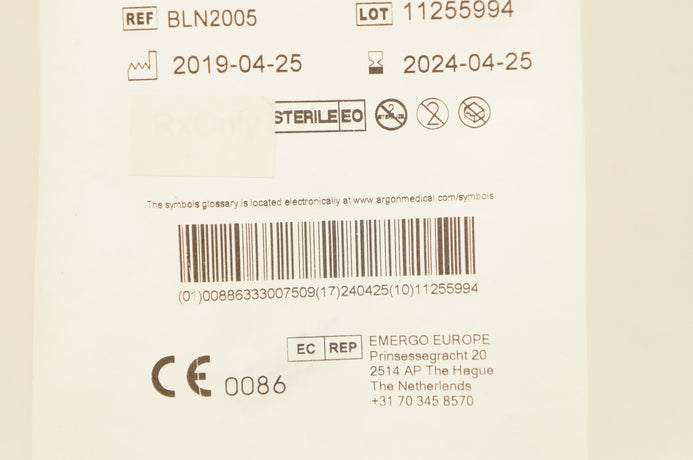 REF BLN2005 LOT 11255994
2019-04-25 2024-04-25
Rx Only STERILE EO
The symbols glossary is located electronically at www.argonmedical.com/symbols
(01)00886333007509(17)240425(10)11255994
EC REP EMERGO EUROPE
Prinsessegracht 20
2514 AP The Hague
The Netherlands
+31 70 345 8570
CE 0086